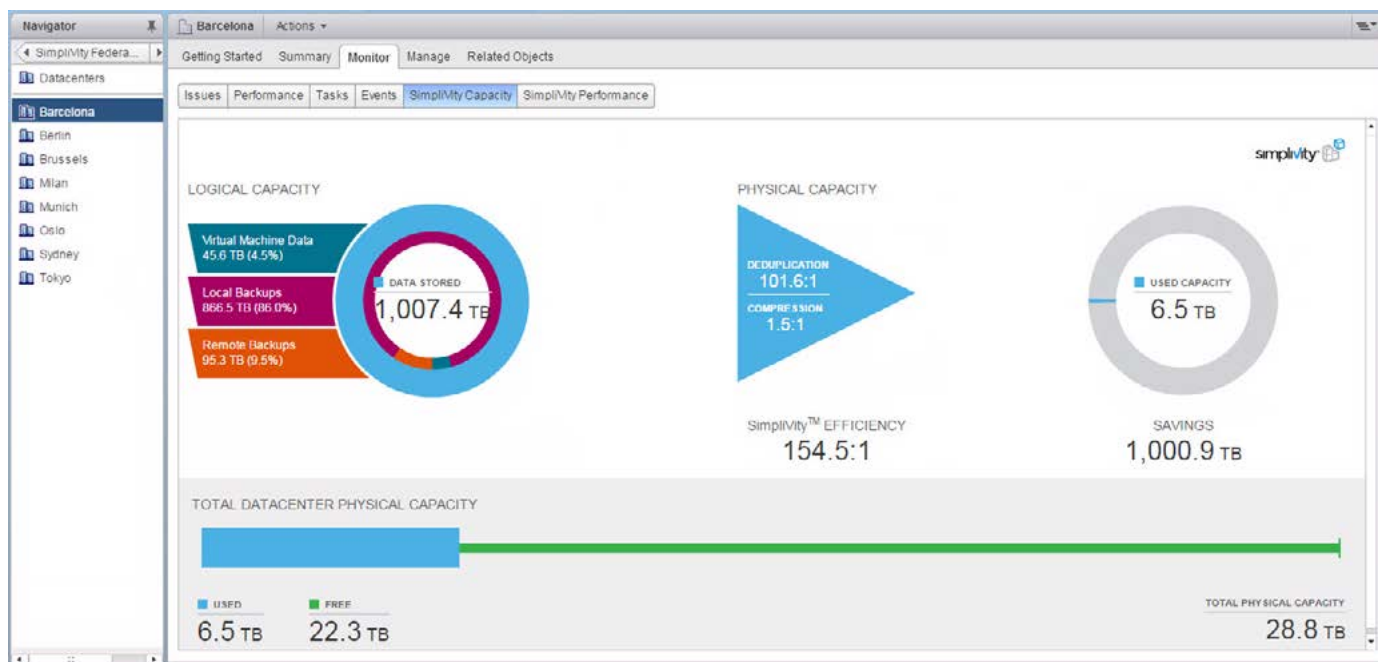 Navigator
SimpliVity Federa...
Datacenters
Barcelona
Berlin
Brussels
Milan
Munich
Oslo
Sydney
Tokyo
Barcelona Actions
Getting Started Summary Monitor Manage Related Objects
Issues Performance Tasks Events SimpliVity Capacity SimpliVity Performance
simplivity
LOGICAL CAPACITY
Virtual Machine Data
45.6 TB (4.5%)
Local Backups
866.5 TB (86.0%)
Remote Backups
95.3 TB (9.5%)
DATA STORED
1,007.4 TB
PHYSICAL CAPACITY
DEDUPLICATION
101.6:1
COMPRESSION
1.5:1
USED CAPACITY
6.5 TB
SimpliVity™ EFFICIENCY
154.5:1
SAVINGS
1,000.9 TB
TOTAL DATACENTER PHYSICAL CAPACITY
USED
6.5 TB
FREE
22.3 TB
TOTAL PHYSICAL CAPACITY
28.8 TB